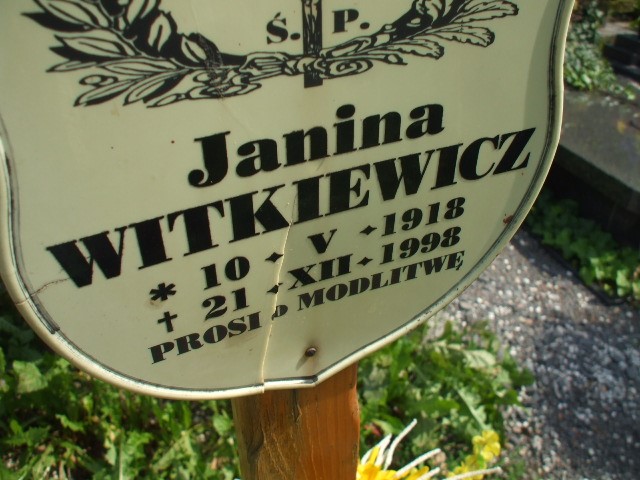 Ś. P.
Janina
WITKIEWICZ
* 10 ✦ V ✦ 1918
† 21 ✦ XII ✦ 1998
PROSI o MODLITWĘ